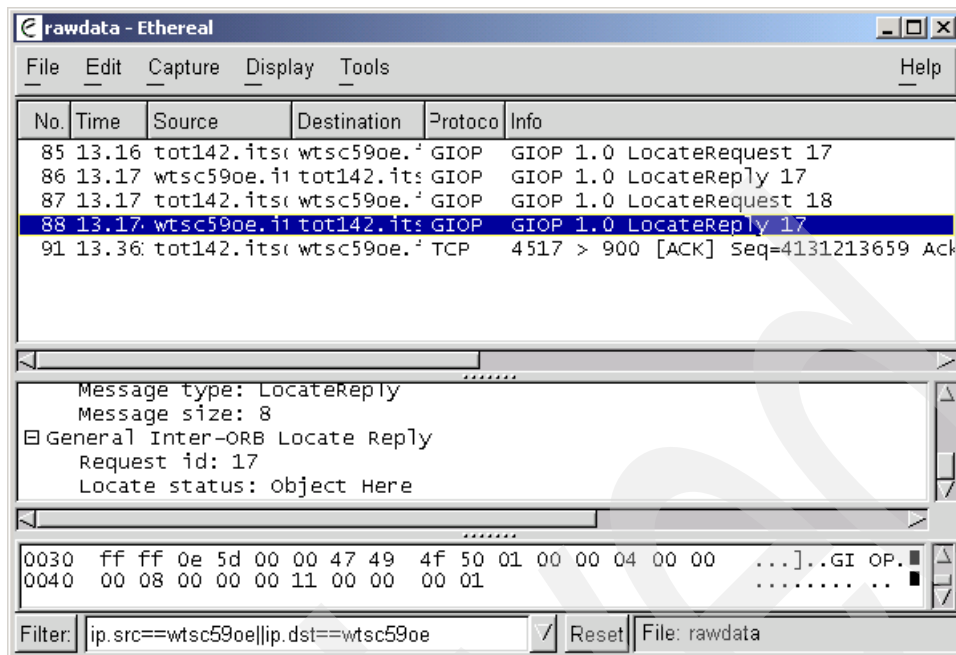 rawdata - Ethereal
File Edit Capture Display Tools Help
No. Time Source Destination Protoco Info
85 13.16 tot142.its( wtsc59oe.i GIOP GIOP 1.0 LocateRequest 17
86 13.17 wtsc59oe.it tot142.its GIOP GIOP 1.0 LocateReply 17
87 13.17 tot142.its( wtsc59oe.i GIOP GIOP 1.0 LocateRequest 18
88 13.17 wtsc59oe.it tot142.its GIOP GIOP 1.0 LocateReply 17
91 13.36 tot142.its( wtsc59oe.i TCP 4517 > 900 [ACK] Seq=4131213659 Ack
Message type: LocateReply
Message size: 8
General Inter-ORB Locate Reply
Request id: 17
Locate status: Object Here
0030 ff ff 0e 5d 00 00 47 49 4f 50 01 00 00 04 00 00 ...]..GI OP.
0040 00 08 00 00 00 11 00 00 00 01 ........ ..
Filter: ip.src==wtsc59oe||ip.dst==wtsc59oe Reset File: rawdata